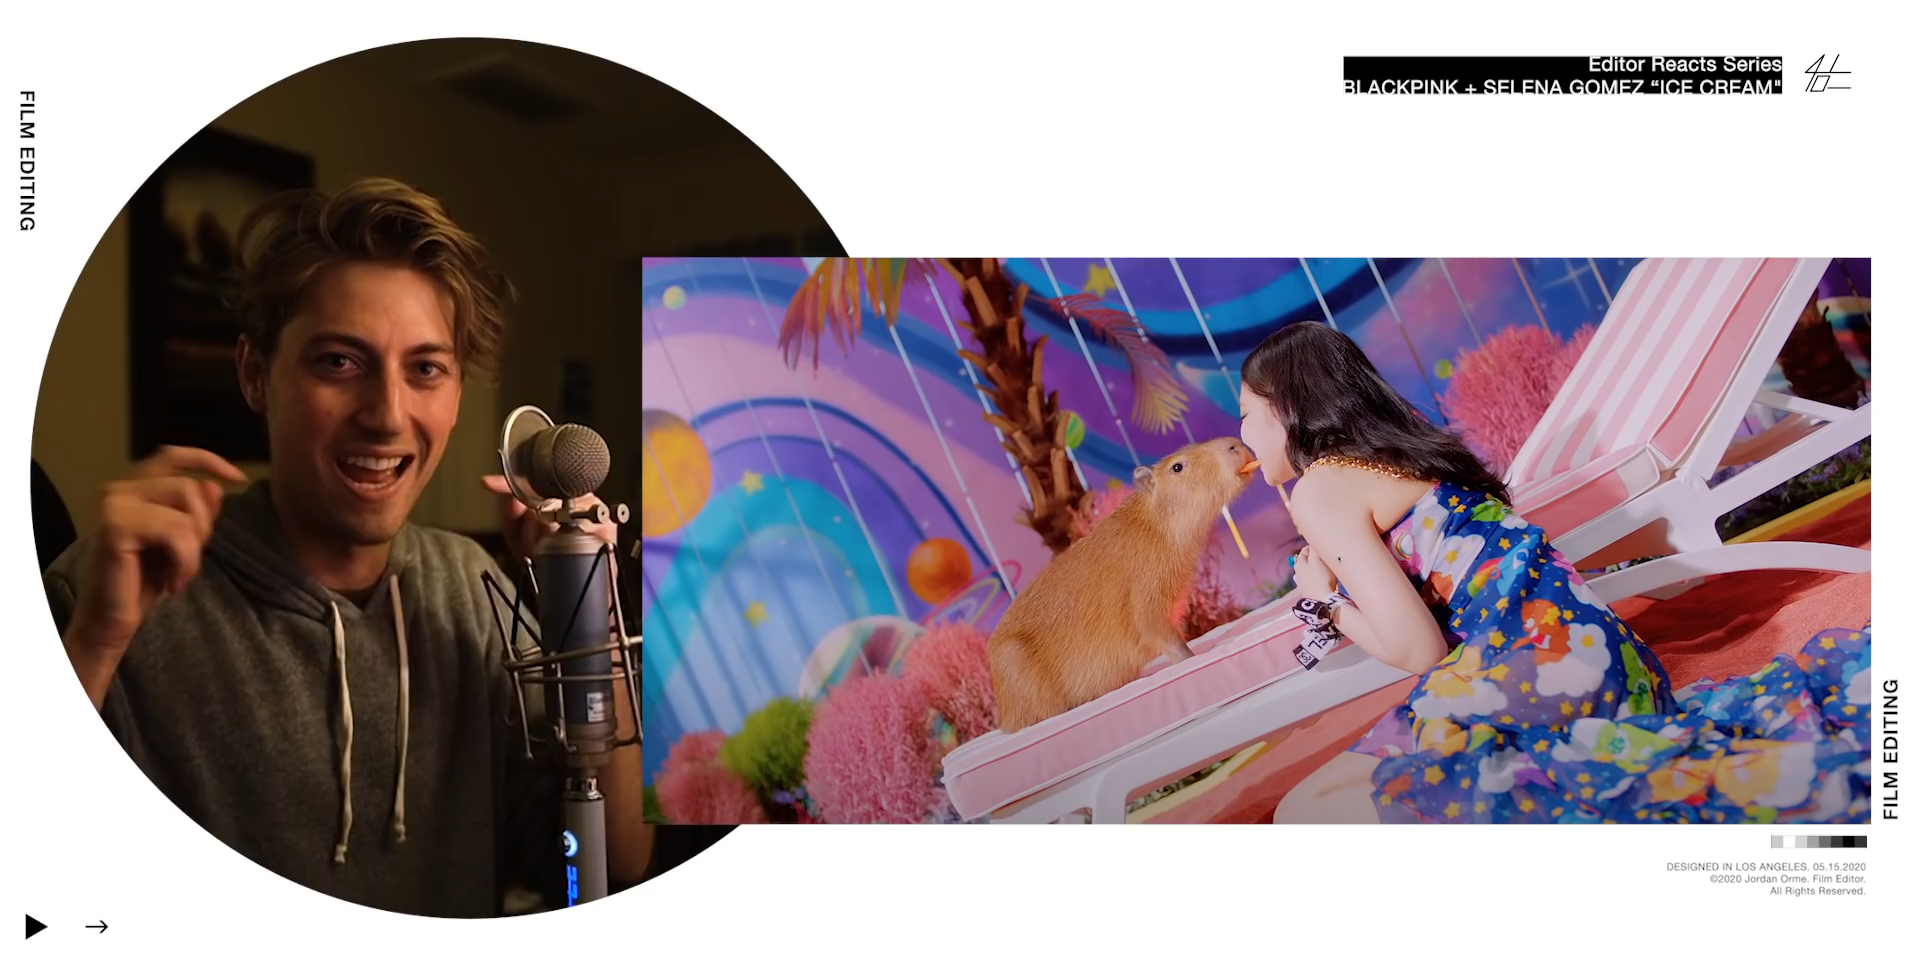 FILM EDITING
Editor Reacts Series
BLACKPINK + SELENA GOMEZ “ICE CREAM"
FILM EDITING
DESIGNED IN LOS ANGELES. 05.15.2020
©2020 Jordan Orme. Film Editor.
All Rights Reserved.